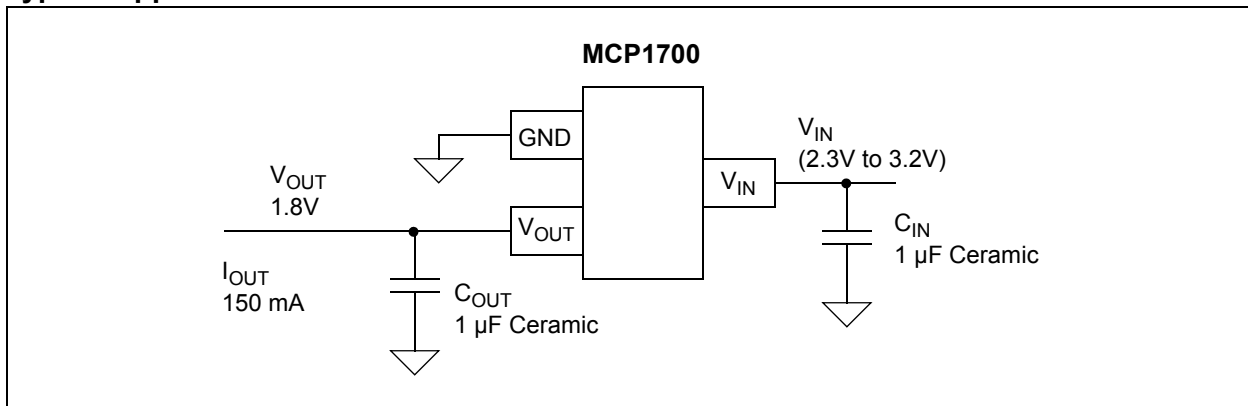 MCP1700
GND
V_IN
V_OUT
V_IN
(2.3V to 3.2V)
C_IN
1 µF Ceramic
V_OUT
1.8V
I_OUT
150 mA
C_OUT
1 µF Ceramic